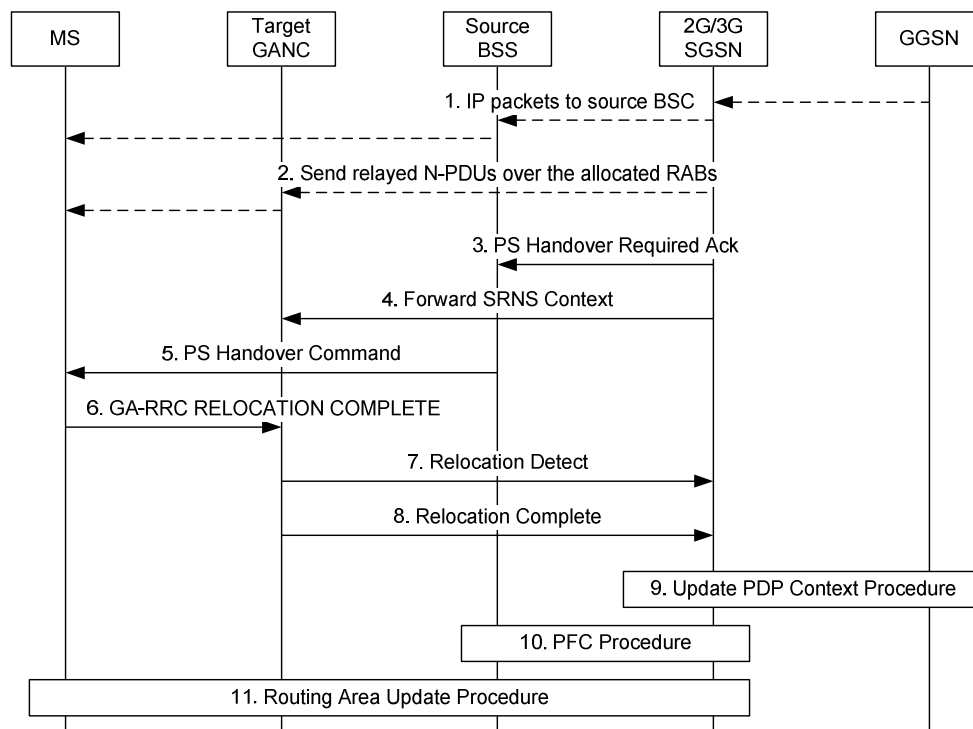 MS
Target
GANC
Source
BSS
2G/3G
SGSN
GGSN
1. IP packets to source BSC
2. Send relayed N-PDUs over the allocated RABs
3. PS Handover Required Ack
4. Forward SRNS Context
5. PS Handover Command
6. GA-RRC RELOCATION COMPLETE
7. Relocation Detect
8. Relocation Complete
9. Update PDP Context Procedure
10. PFC Procedure
11. Routing Area Update Procedure